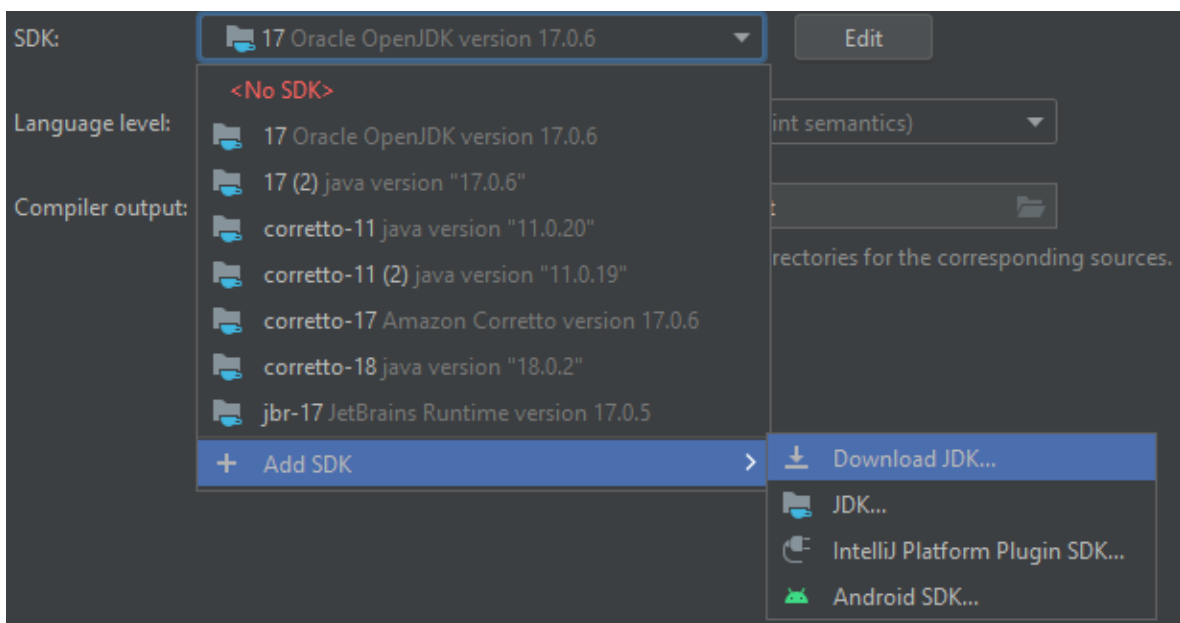 SDK: 17 Oracle OpenJDK version 17.0.6 Edit
<No SDK>
Language level: int semantics)
17 Oracle OpenJDK version 17.0.6
17 (2) java version "17.0.6"
Compiler output:
corretto-11 java version "11.0.20"
rectories for the corresponding sources.
corretto-11 (2) java version "11.0.19"
corretto-17 Amazon Corretto version 17.0.6
corretto-18 java version "18.0.2"
jbr-17 JetBrains Runtime version 17.0.5
Add SDK
Download JDK...
JDK...
IntelliJ Platform Plugin SDK...
Android SDK...